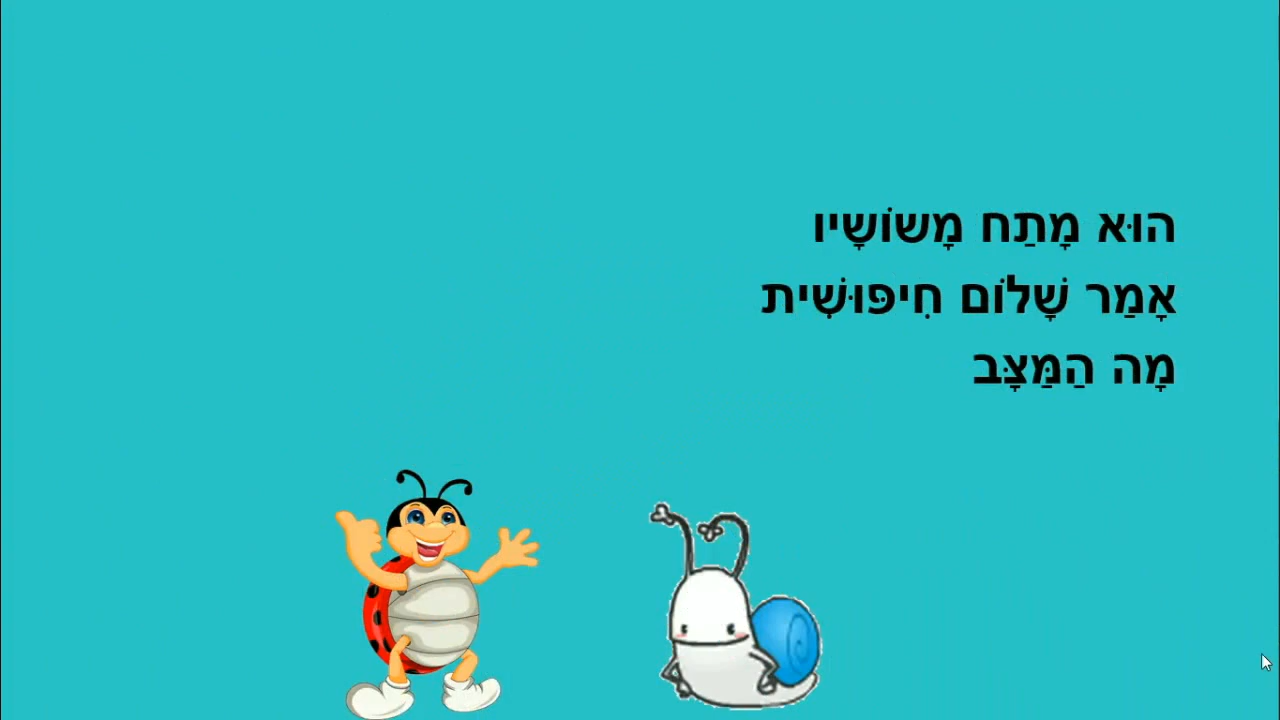 הוּא מָתַח מָשׁוֹשָׁיו
אָמַר שָׁלוֹם חִיפּוּשִׁית
מָה הַמַּצָּב